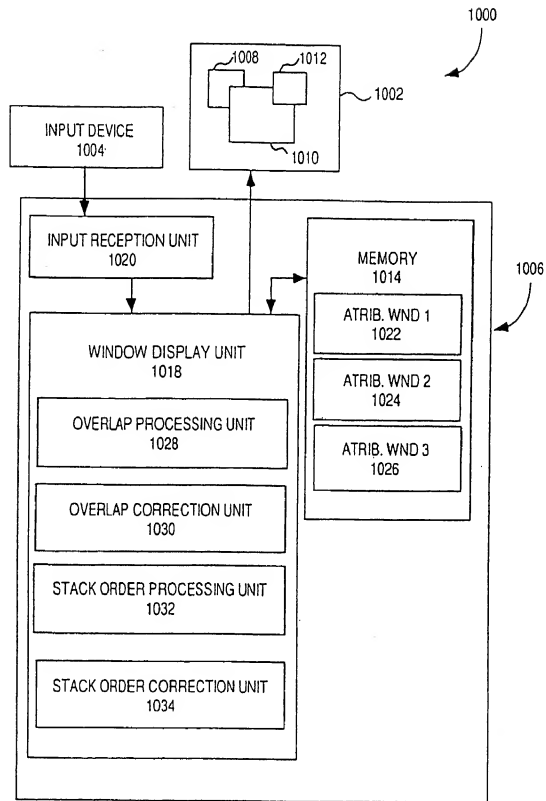 1000
1008
1012
1002
1010
INPUT DEVICE
1004
INPUT RECEPTION UNIT
1020
MEMORY
1014
1006
ATRIB. WND 1
1022
ATRIB. WND 2
1024
ATRIB. WND 3
1026
WINDOW DISPLAY UNIT
1018
OVERLAP PROCESSING UNIT
1028
OVERLAP CORRECTION UNIT
1030
STACK ORDER PROCESSING UNIT
1032
STACK ORDER CORRECTION UNIT
1034